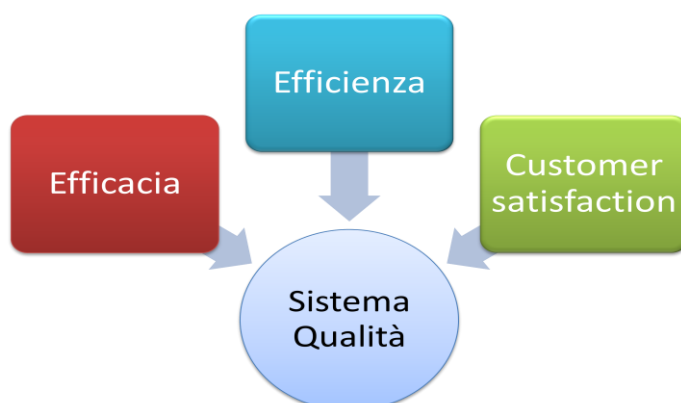 Efficienza
Efficacia
Customer
satisfaction
Sistema
Qualità